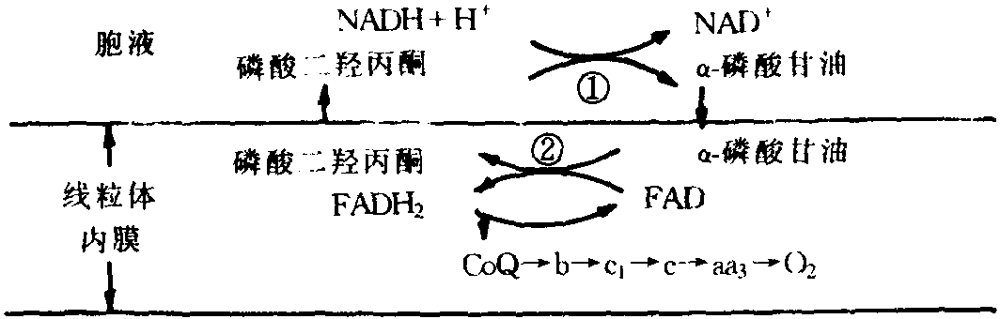 NADH + H⁺
NAD⁺
胞液
磷酸二羟丙酮
α-磷酸甘油
①
②
磷酸二羟丙酮
α-磷酸甘油
线粒体
内膜
FADH₂
FAD
CoQ→b→c₁→c→aa₃→O₂